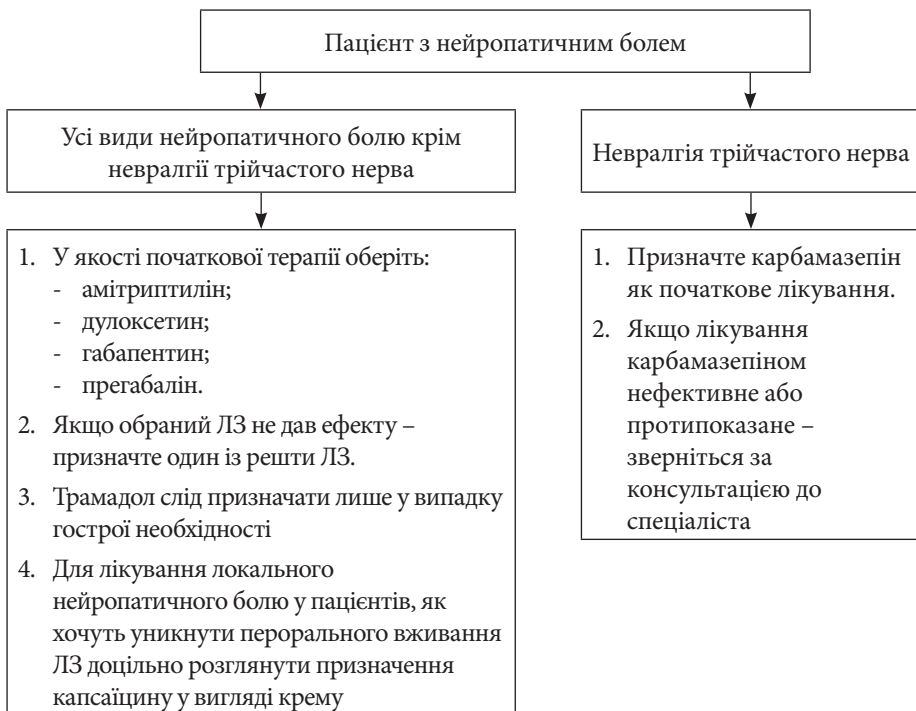 Пацієнт з нейропатичним болем
Усі види нейропатичного болю крім
невралгії трійчастого нерва
Невралгія трійчастого нерва
1. У якості початкової терапії оберіть:
- амітриптилін;
- дулоксетин;
- габапентин;
- прегабалін.
2. Якщо обраний ЛЗ не дав ефекту –
призначте один із решти ЛЗ.
3. Трамадол слід призначати лише у випадку
гострої необхідності
4. Для лікування локального
нейропатичного болю у пацієнтів, як
хочуть уникнути перорального вживання
ЛЗ доцільно розглянути призначення
капсаїцину у вигляді крему
1. Призначте карбамазепін
як початкове лікування.
2. Якщо лікування
карбамазепіном
нефективне або
протипоказане –
зверніться за
консультацією до
спеціаліста